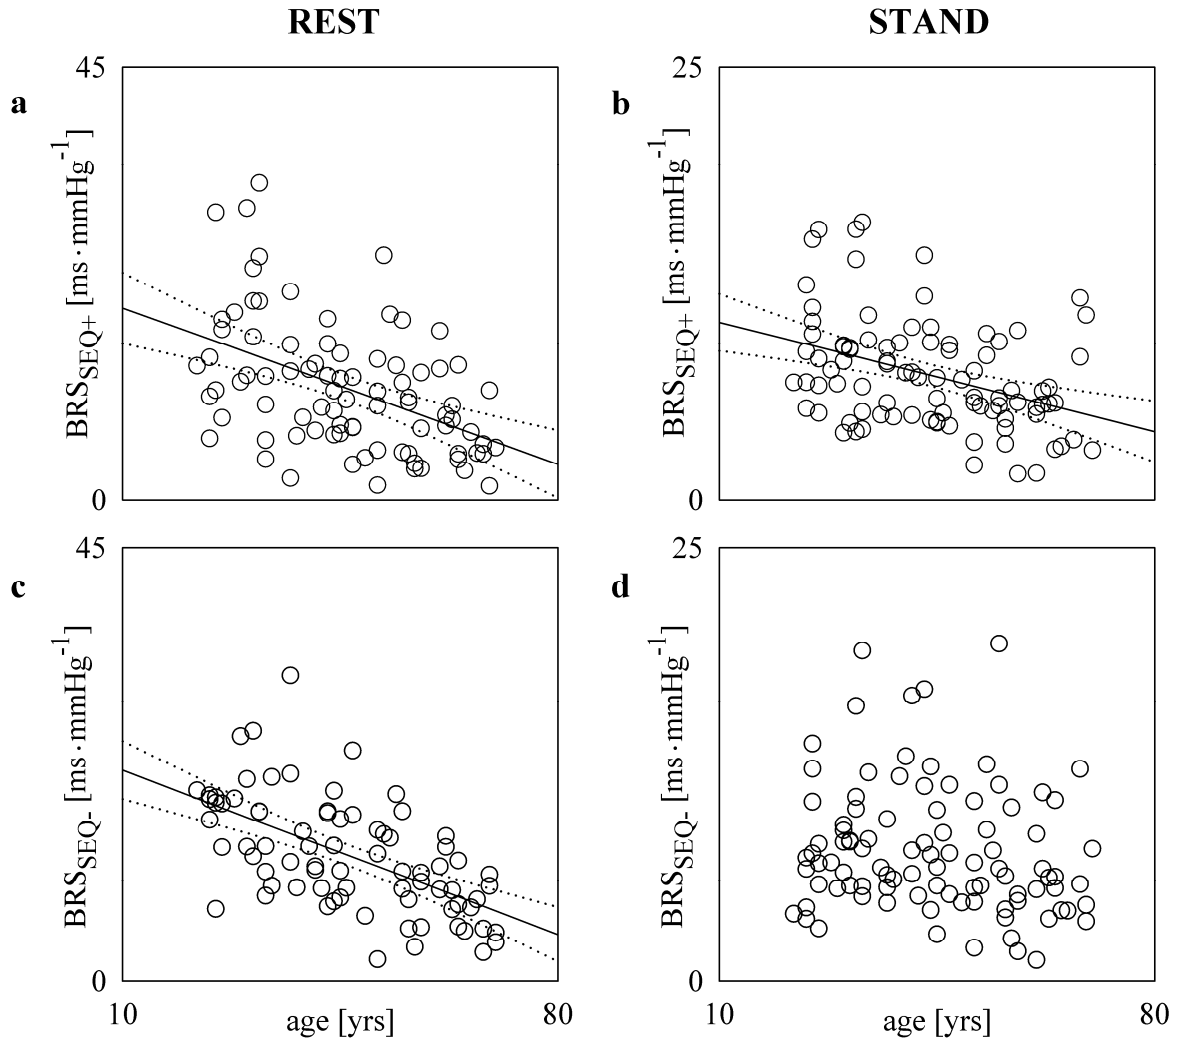 REST
STAND
a
45
BRSSEQ+ [ms·mmHg-1]
0
b
25
BRSSEQ+ [ms·mmHg-1]
0
c
45
BRSSEQ- [ms·mmHg-1]
0
10
age [yrs]
80
d
25
BRSSEQ- [ms·mmHg-1]
0
10
age [yrs]
80